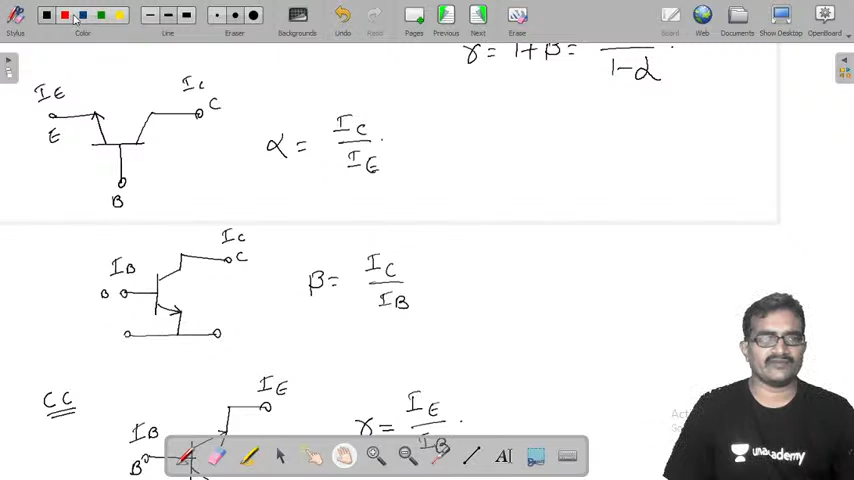 Stylus
Color
Line
Eraser
Backgrounds
Undo
Redo
Pages
Previous
Next
Erase
Board
Web
Show Desktop
OpenBoard
γ = 1+β = 1-α
IE
IC
C
E
B
α = IC/IE
IC
C
IB
B
β = IC/IB
CC
IE
IB
B
γ = IE/IB
unacademy